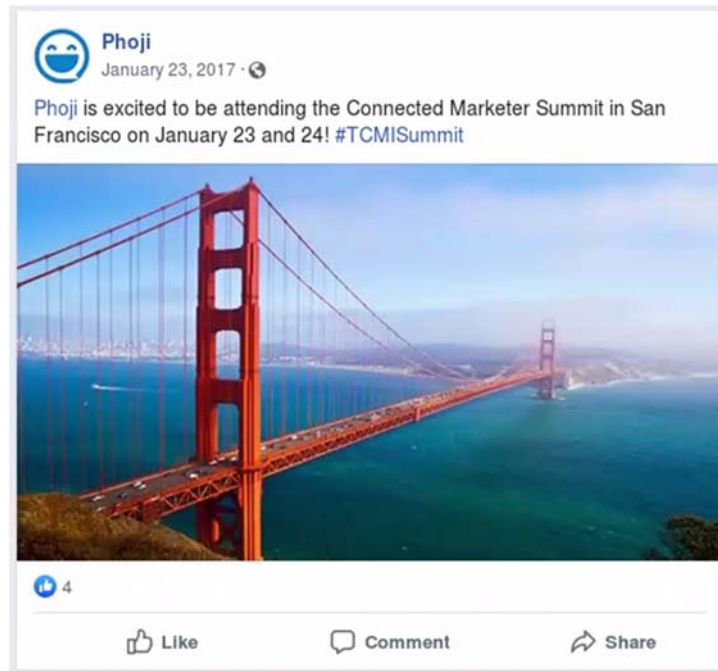 Phoji
January 23, 2017 ·
Phoji is excited to be attending the Connected Marketer Summit in San
Francisco on January 23 and 24! #TCMISummit
4
Like
Comment
Share